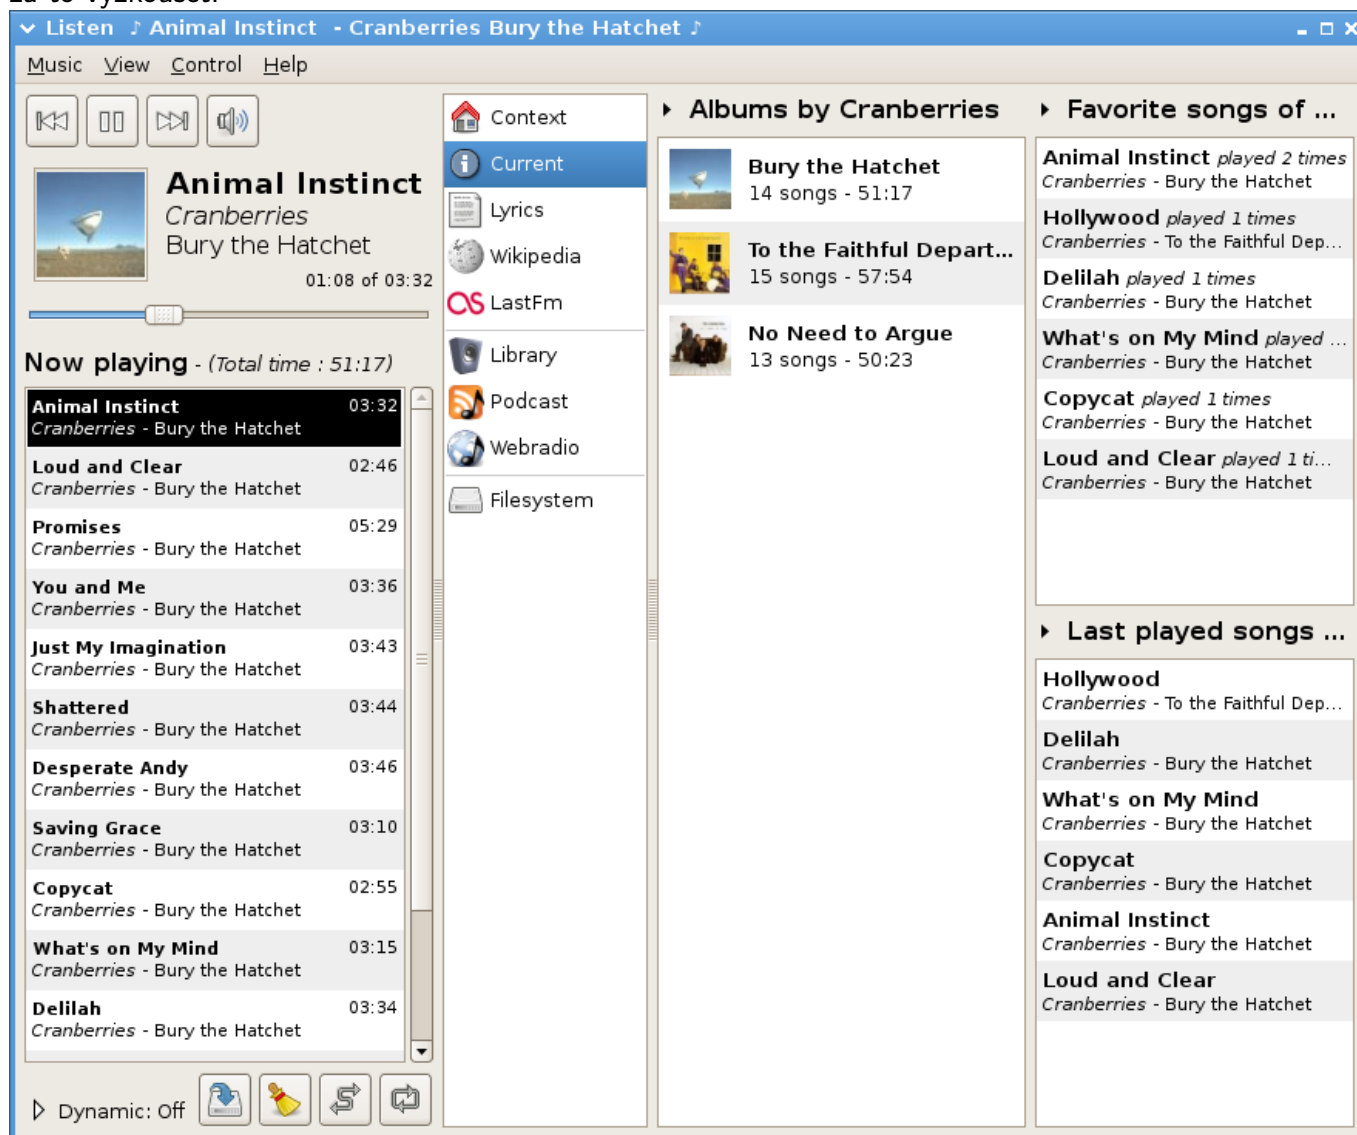 Listen ♪ Animal Instinct - Cranberries Bury the Hatchet ♪
Music View Control Help
Animal Instinct
Cranberries
Bury the Hatchet
01:08 of 03:32
Now playing - (Total time : 51:17)
Animal Instinct 03:32
Cranberries - Bury the Hatchet
Loud and Clear 02:46
Cranberries - Bury the Hatchet
Promises 05:29
Cranberries - Bury the Hatchet
You and Me 03:36
Cranberries - Bury the Hatchet
Just My Imagination 03:43
Cranberries - Bury the Hatchet
Shattered 03:44
Cranberries - Bury the Hatchet
Desperate Andy 03:46
Cranberries - Bury the Hatchet
Saving Grace 03:10
Cranberries - Bury the Hatchet
Copycat 02:55
Cranberries - Bury the Hatchet
What's on My Mind 03:15
Cranberries - Bury the Hatchet
Delilah 03:34
Cranberries - Bury the Hatchet
Dynamic: Off
Context
Current
Lyrics
Wikipedia
LastFm
Library
Podcast
Webradio
Filesystem
Albums by Cranberries
Bury the Hatchet
14 songs - 51:17
To the Faithful Depart...
15 songs - 57:54
No Need to Argue
13 songs - 50:23
Favorite songs of ...
Animal Instinct played 2 times
Cranberries - Bury the Hatchet
Hollywood played 1 times
Cranberries - To the Faithful Dep...
Delilah played 1 times
Cranberries - Bury the Hatchet
What's on My Mind played ...
Cranberries - Bury the Hatchet
Copycat played 1 times
Cranberries - Bury the Hatchet
Loud and Clear played 1 ti...
Cranberries - Bury the Hatchet
Last played songs ...
Hollywood
Cranberries - To the Faithful Dep...
Delilah
Cranberries - Bury the Hatchet
What's on My Mind
Cranberries - Bury the Hatchet
Copycat
Cranberries - Bury the Hatchet
Animal Instinct
Cranberries - Bury the Hatchet
Loud and Clear
Cranberries - Bury the Hatchet